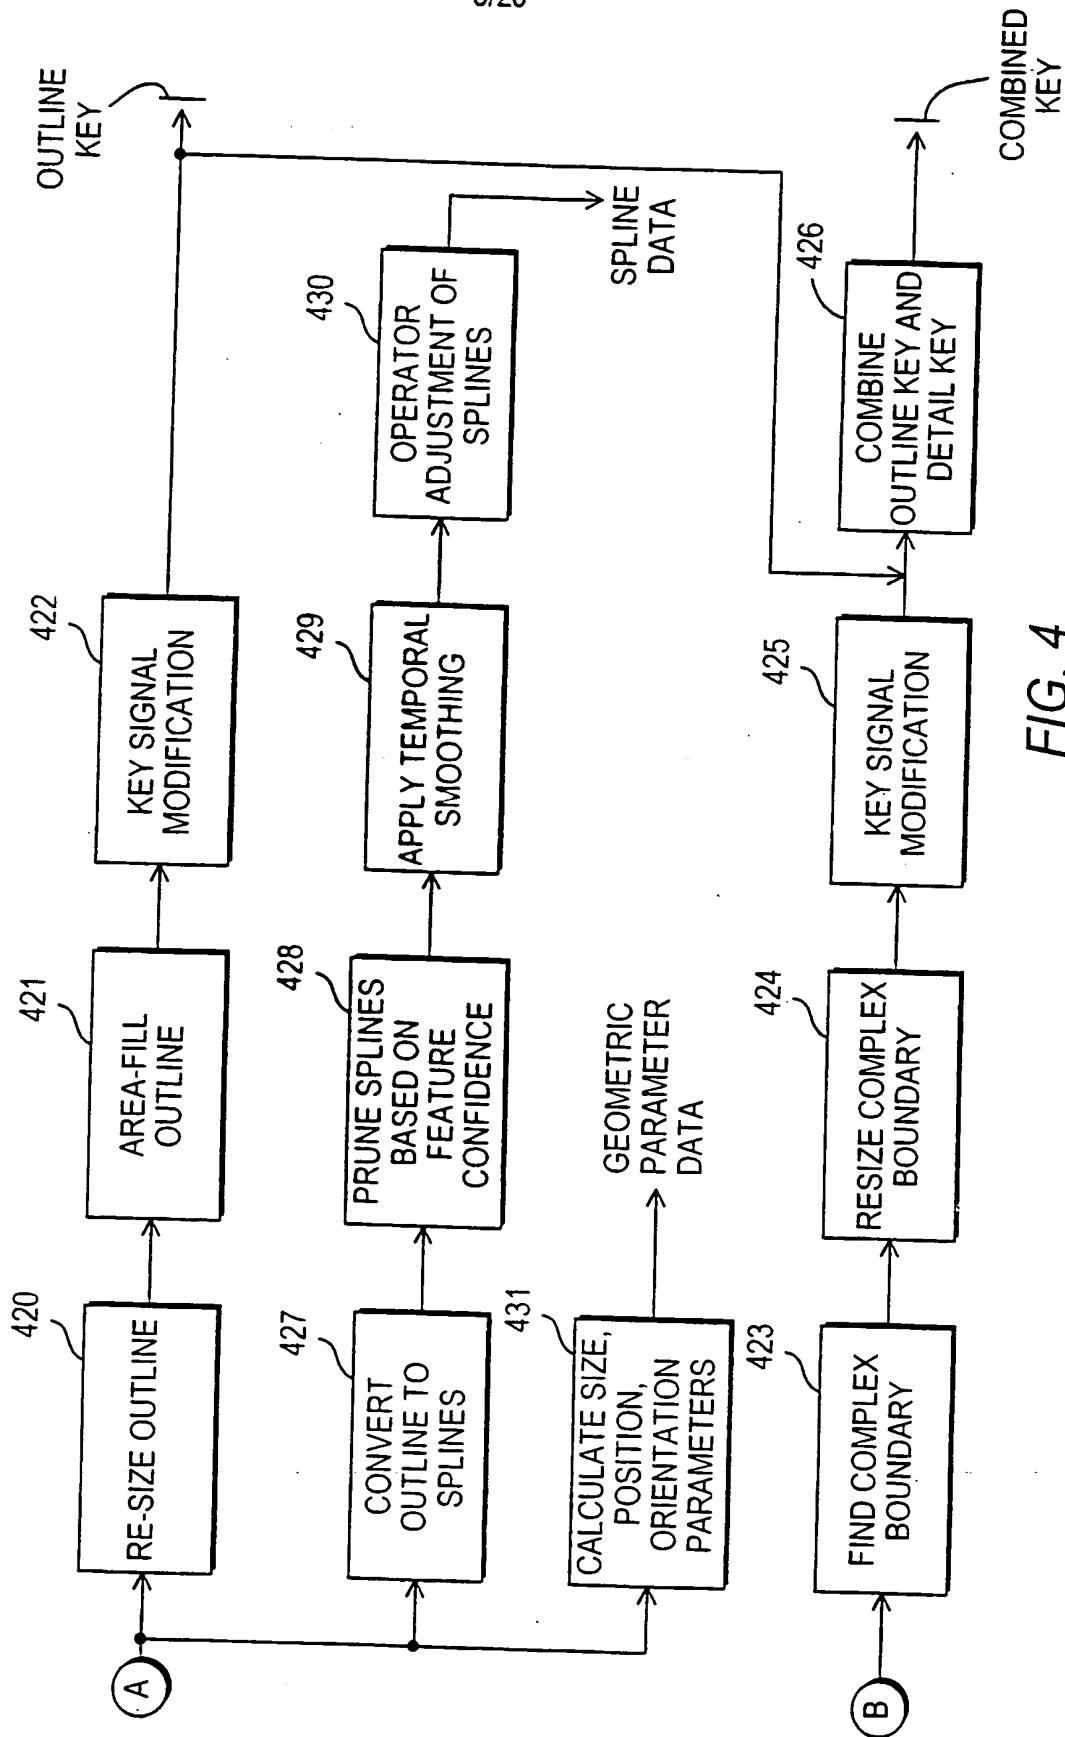 OUTLINE
KEY
422
KEY SIGNAL
MODIFICATION
421
AREA-FILL
OUTLINE
420
RE-SIZE OUTLINE
A
SPLINE
DATA
430
OPERATOR
ADJUSTMENT OF
SPLINES
429
APPLY TEMPORAL
SMOOTHING
428
PRUNE SPLINES
BASED ON
FEATURE
CONFIDENCE
427
CONVERT
OUTLINE TO
SPLINES
GEOMETRIC
PARAMETER
DATA
431
CALCULATE SIZE,
POSITION,
ORIENTATION
PARAMETERS
COMBINED
KEY
426
COMBINE
OUTLINE KEY AND
DETAIL KEY
425
KEY SIGNAL
MODIFICATION
424
RESIZE COMPLEX
BOUNDARY
423
FIND COMPLEX
BOUNDARY
B
FIG. 4